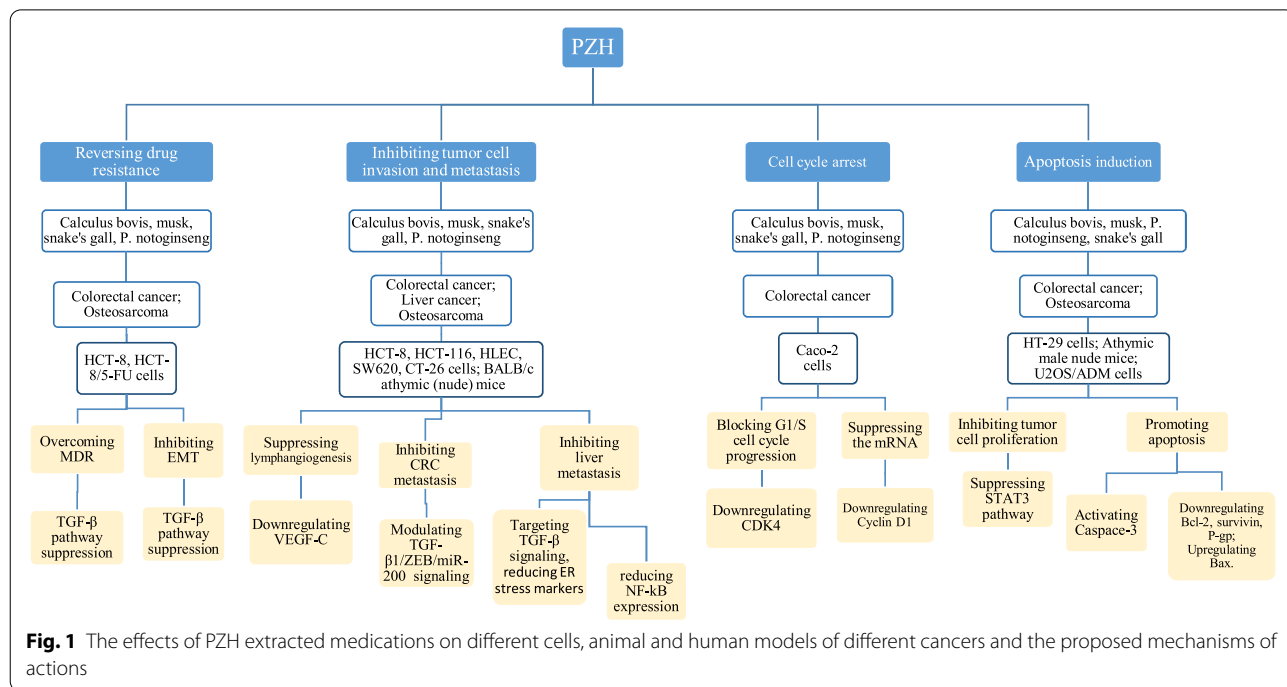 PZH
Reversing drug
resistance
Inhibiting tumor cell
invasion and metastasis
Cell cycle arrest
Apoptosis induction
Calculus bovis, musk,
snake's gall, P. notoginseng
Calculus bovis, musk, snake's
gall, P. notoginseng
Calculus bovis, musk,
snake's gall, P. notoginseng
Calculus bovis, musk, P.
notoginseng, snake's gall
Colorectal cancer;
Osteosarcoma
Colorectal cancer;
Liver cancer;
Osteosarcoma
Colorectal cancer
Colorectal cancer;
Osteosarcoma
HCT-8, HCT-
8/5-FU cells
HCT-8, HCT-116, HLEC,
SW620, CT-26 cells; BALB/c
athymic (nude) mice
Caco-2
cells
HT-29 cells; Athymic
male nude mice;
U2OS/ADM cells
Overcoming
MDR
Inhibiting
EMT
Suppressing
lymphangiogenesis
Inhibiting
CRC
metastasis
Inhibiting
liver
metastasis
Blocking G1/S
cell cycle
progression
Suppressing
the mRNA
Inhibiting tumor
cell proliferation
Promoting
apoptosis
TGF-β
pathway
suppression
TGF-β
pathway
suppression
Downregulating
VEGF-C
Modulating
TGF-
β1/ZEB/miR-
200 signaling
Targeting
TGF-β
signaling,
reducing ER
stress markers
reducing
NF-kB
expression
Downregulating
CDK4
Downregulating
Cyclin D1
Suppressing
STAT3
pathway
Activating
Caspace-3
Downregulating
Bcl-2, survivin,
P-gp;
Upregulating
Bax.
Fig. 1 The effects of PZH extracted medications on different cells, animal and human models of different cancers and the proposed mechanisms of
actions